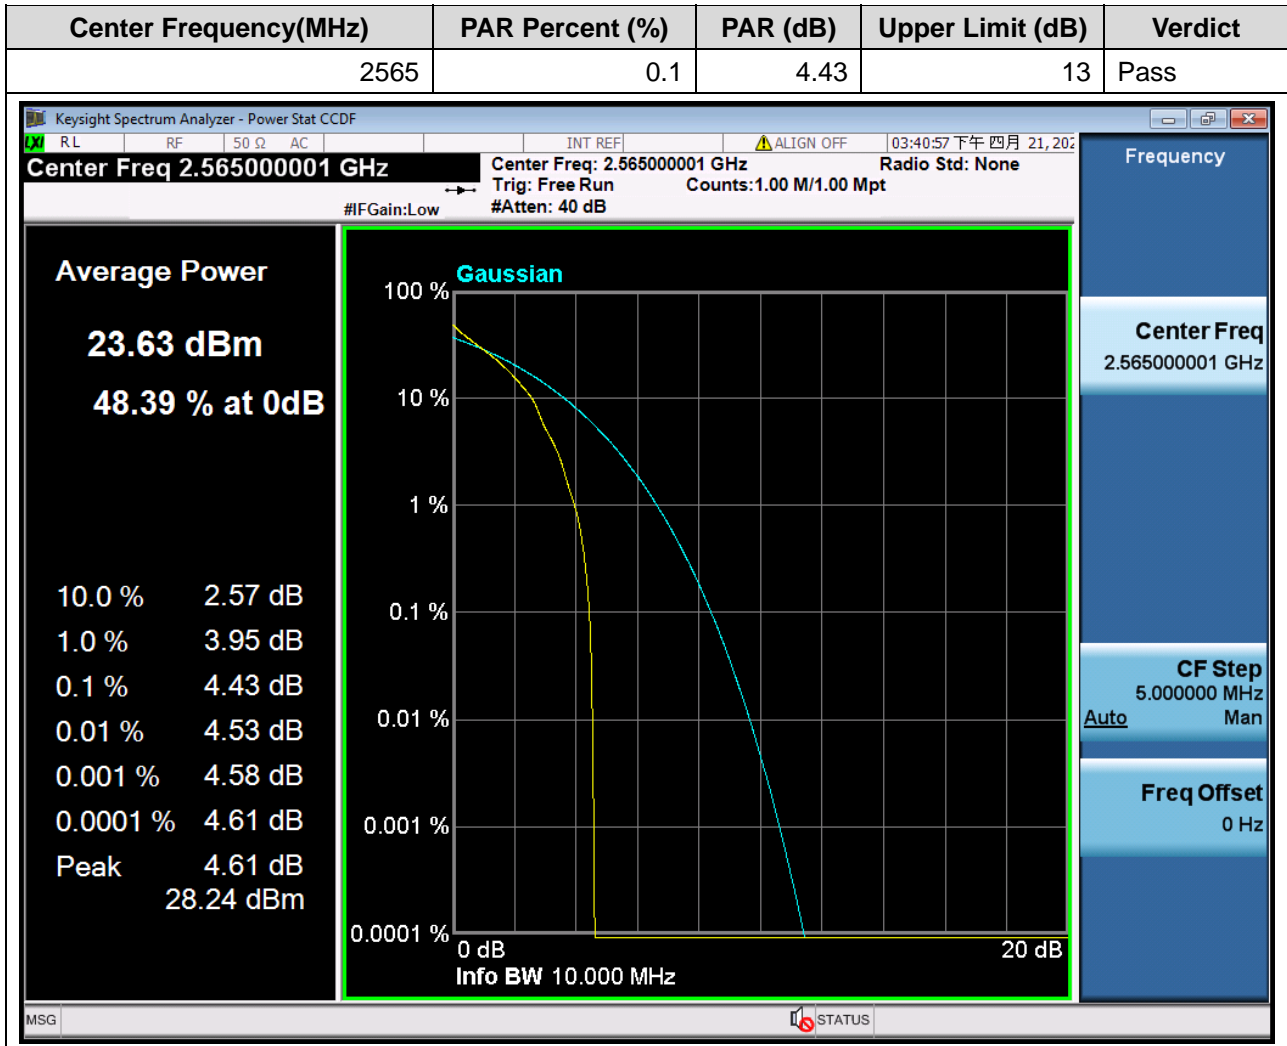 Center Frequency(MHz) PAR Percent (%) PAR (dB) Upper Limit (dB) Verdict
2565 0.1 4.43 13 Pass
Keysight Spectrum Analyzer - Power Stat CCDF
LXI RL RF 50 Ω AC INT REF ALIGN OFF 03:40:57 下午 四月 21, 202
Center Freq 2.565000001 GHz
#IFGain:Low
Center Freq: 2.565000001 GHz Radio Std: None
Trig: Free Run Counts:1.00 M/1.00 Mpt
#Atten: 40 dB
Average Power
23.63 dBm
48.39 % at 0dB
10.0 % 2.57 dB
1.0 % 3.95 dB
0.1 % 4.43 dB
0.01 % 4.53 dB
0.001 % 4.58 dB
0.0001 % 4.61 dB
Peak 4.61 dB
28.24 dBm
Gaussian
100 %
10 %
1 %
0.1 %
0.01 %
0.001 %
0.0001 %
0 dB 20 dB
Info BW 10.000 MHz
Frequency
Center Freq
2.565000001 GHz
CF Step
5.000000 MHz
Auto Man
Freq Offset
0 Hz
MSG STATUS